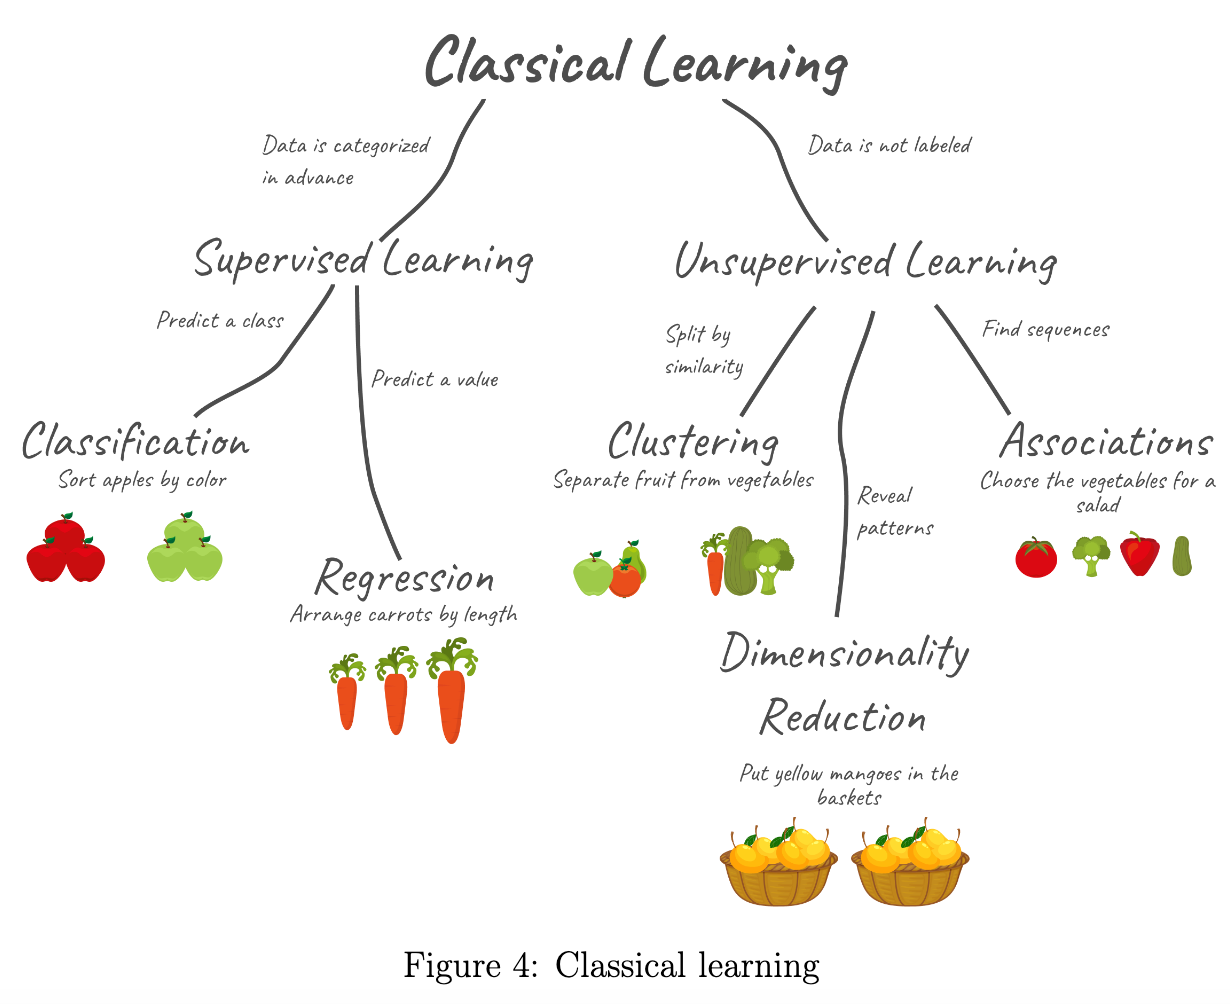 Classical Learning
Data is categorized
in advance
Data is not labeled
Supervised Learning
Unsupervised Learning
Predict a class
Predict a value
Split by
similarity
Find sequences
Classification
Sort apples by color
Clustering
Separate fruit from vegetables
Associations
Choose the vegetables for a
salad
Reveal
patterns
Regression
Arrange carrots by length
Dimensionality
Reduction
Put yellow mangoes in the
baskets
Figure 4: Classical learning